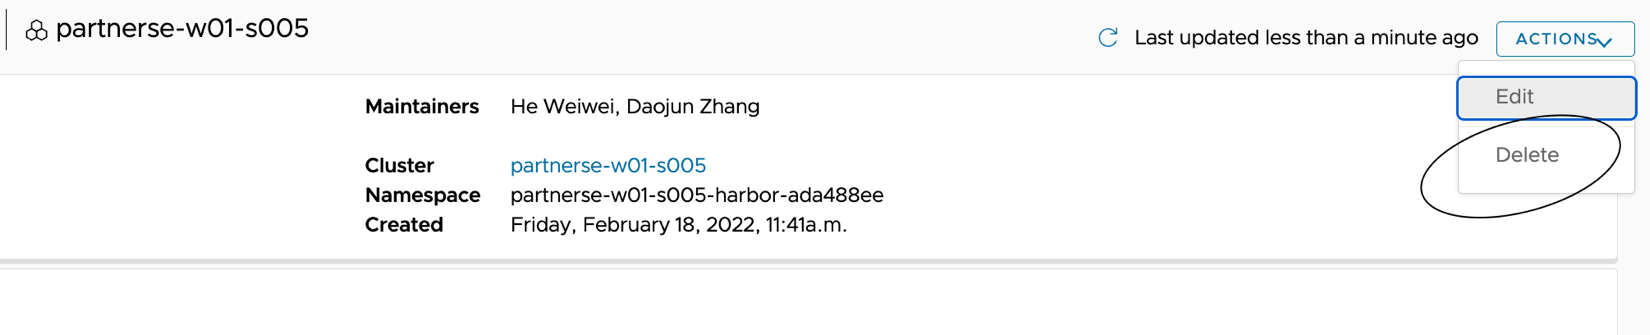 partnerse-w01-s005
Last updated less than a minute ago
ACTIONS
Edit
Delete
Maintainers He Weiwei, Daojun Zhang
Cluster partnerse-w01-s005
Namespace partnerse-w01-s005-harbor-ada488ee
Created Friday, February 18, 2022, 11:41a.m.